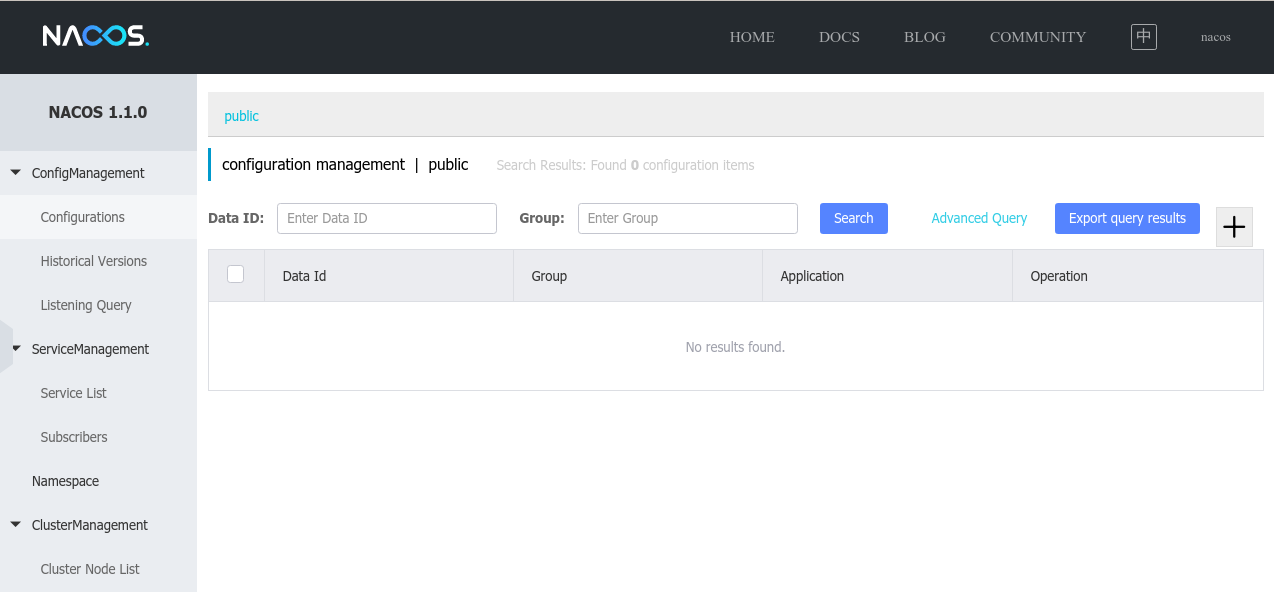 NACOS.
HOME DOCS BLOG COMMUNITY 中 nacos
NACOS 1.1.0
ConfigManagement
Configurations
Historical Versions
Listening Query
ServiceManagement
Service List
Subscribers
Namespace
ClusterManagement
Cluster Node List
public
configuration management | public Search Results: Found 0 configuration items
Data ID: Enter Data ID Group: Enter Group Search Advanced Query Export query results +
Data Id Group Application Operation
No results found.